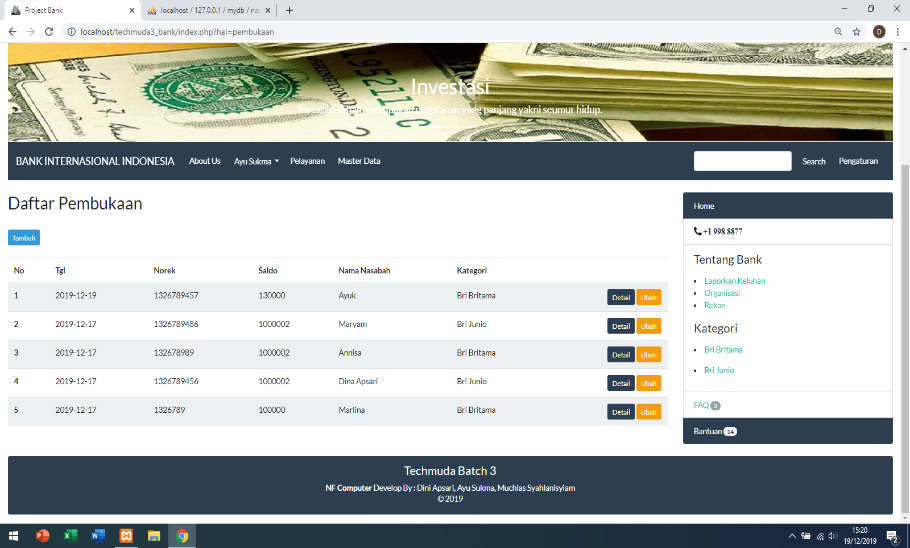 Project Bank
localhost / 127.0.0.1 / mydb / na
localhost/techmuda3_bank/index.php?hal=pembukaan
D
Investasi
yang panjang yakni seumur hidup.
BANK INTERNASIONAL INDONESIA About Us Ayu Sukma Pelayanan Master Data Search Pengaturan
Daftar Pembukaan
Tambah
No Tgl Norek Saldo Nama Nasabah Kategori
1 2019-12-19 1326789457 130000 Ayuk Bri Britama Detail Ubah
2 2019-12-17 1326789486 1000002 Maryam Bri Junio Detail Ubah
3 2019-12-17 132678989 1000002 Annisa Bri Britama Detail Ubah
4 2019-12-17 1326789456 1000002 Dina Apsari Bri Junio Detail Ubah
5 2019-12-17 1326789 100000 Marlina Bri Britama Detail Ubah
Home
+1 998 8877
Tentang Bank
Laporkan Keluhan
Organisasi
Rekan
Kategori
Bri Britama
Bri Junio
FAQ
Bantuan 14
Techmuda Batch 3
NF Computer Develop By : Dini Apsari, Ayu Sukma, Muchlas Syahlanisyiam
© 2019
15:20
19/12/2019
2